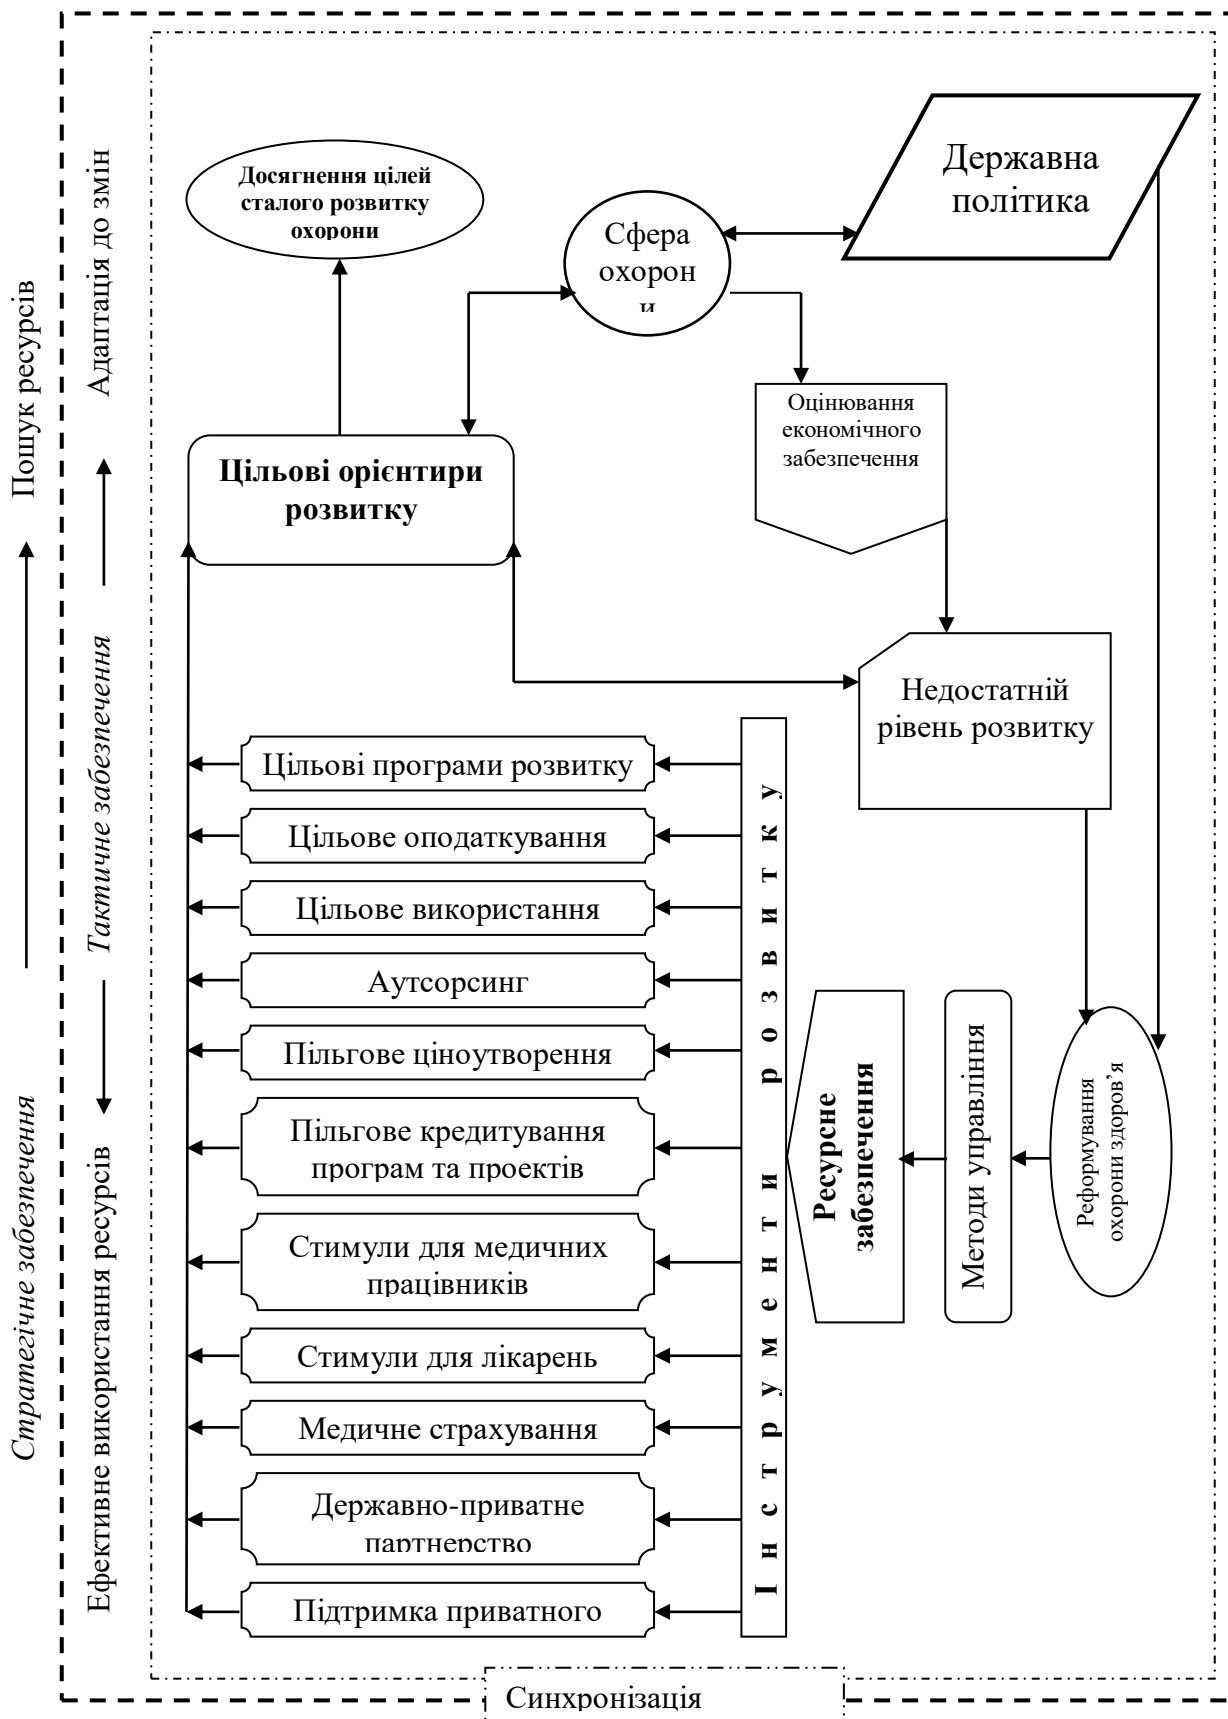 Досягнення цілей
сталого розвитку
охорони
Сфера
охорон
и
Державна
політика
Оцінювання
економічного
забезпечення
Цільові орієнтири
розвитку
Недостатній
рівень розвитку
Цільові програми розвитку
Цільове оподаткування
Цільове використання
Аутсорсинг
Пільгове ціноутворення
Пільгове кредитування
програм та проектів
Стимули для медичних
працівників
Стимули для лікарень
Медичне страхування
Державно-приватне
партнерство
Підтримка приватного
Інструменти розвитку
Ресурсне
забезпечення
Методи управління
Реформування
охорони здоров’я
Пошук ресурсів
Стратегічне забезпечення
Адаптація до змін
Тактичне забезпечення
Ефективне використання ресурсів
Синхронізація